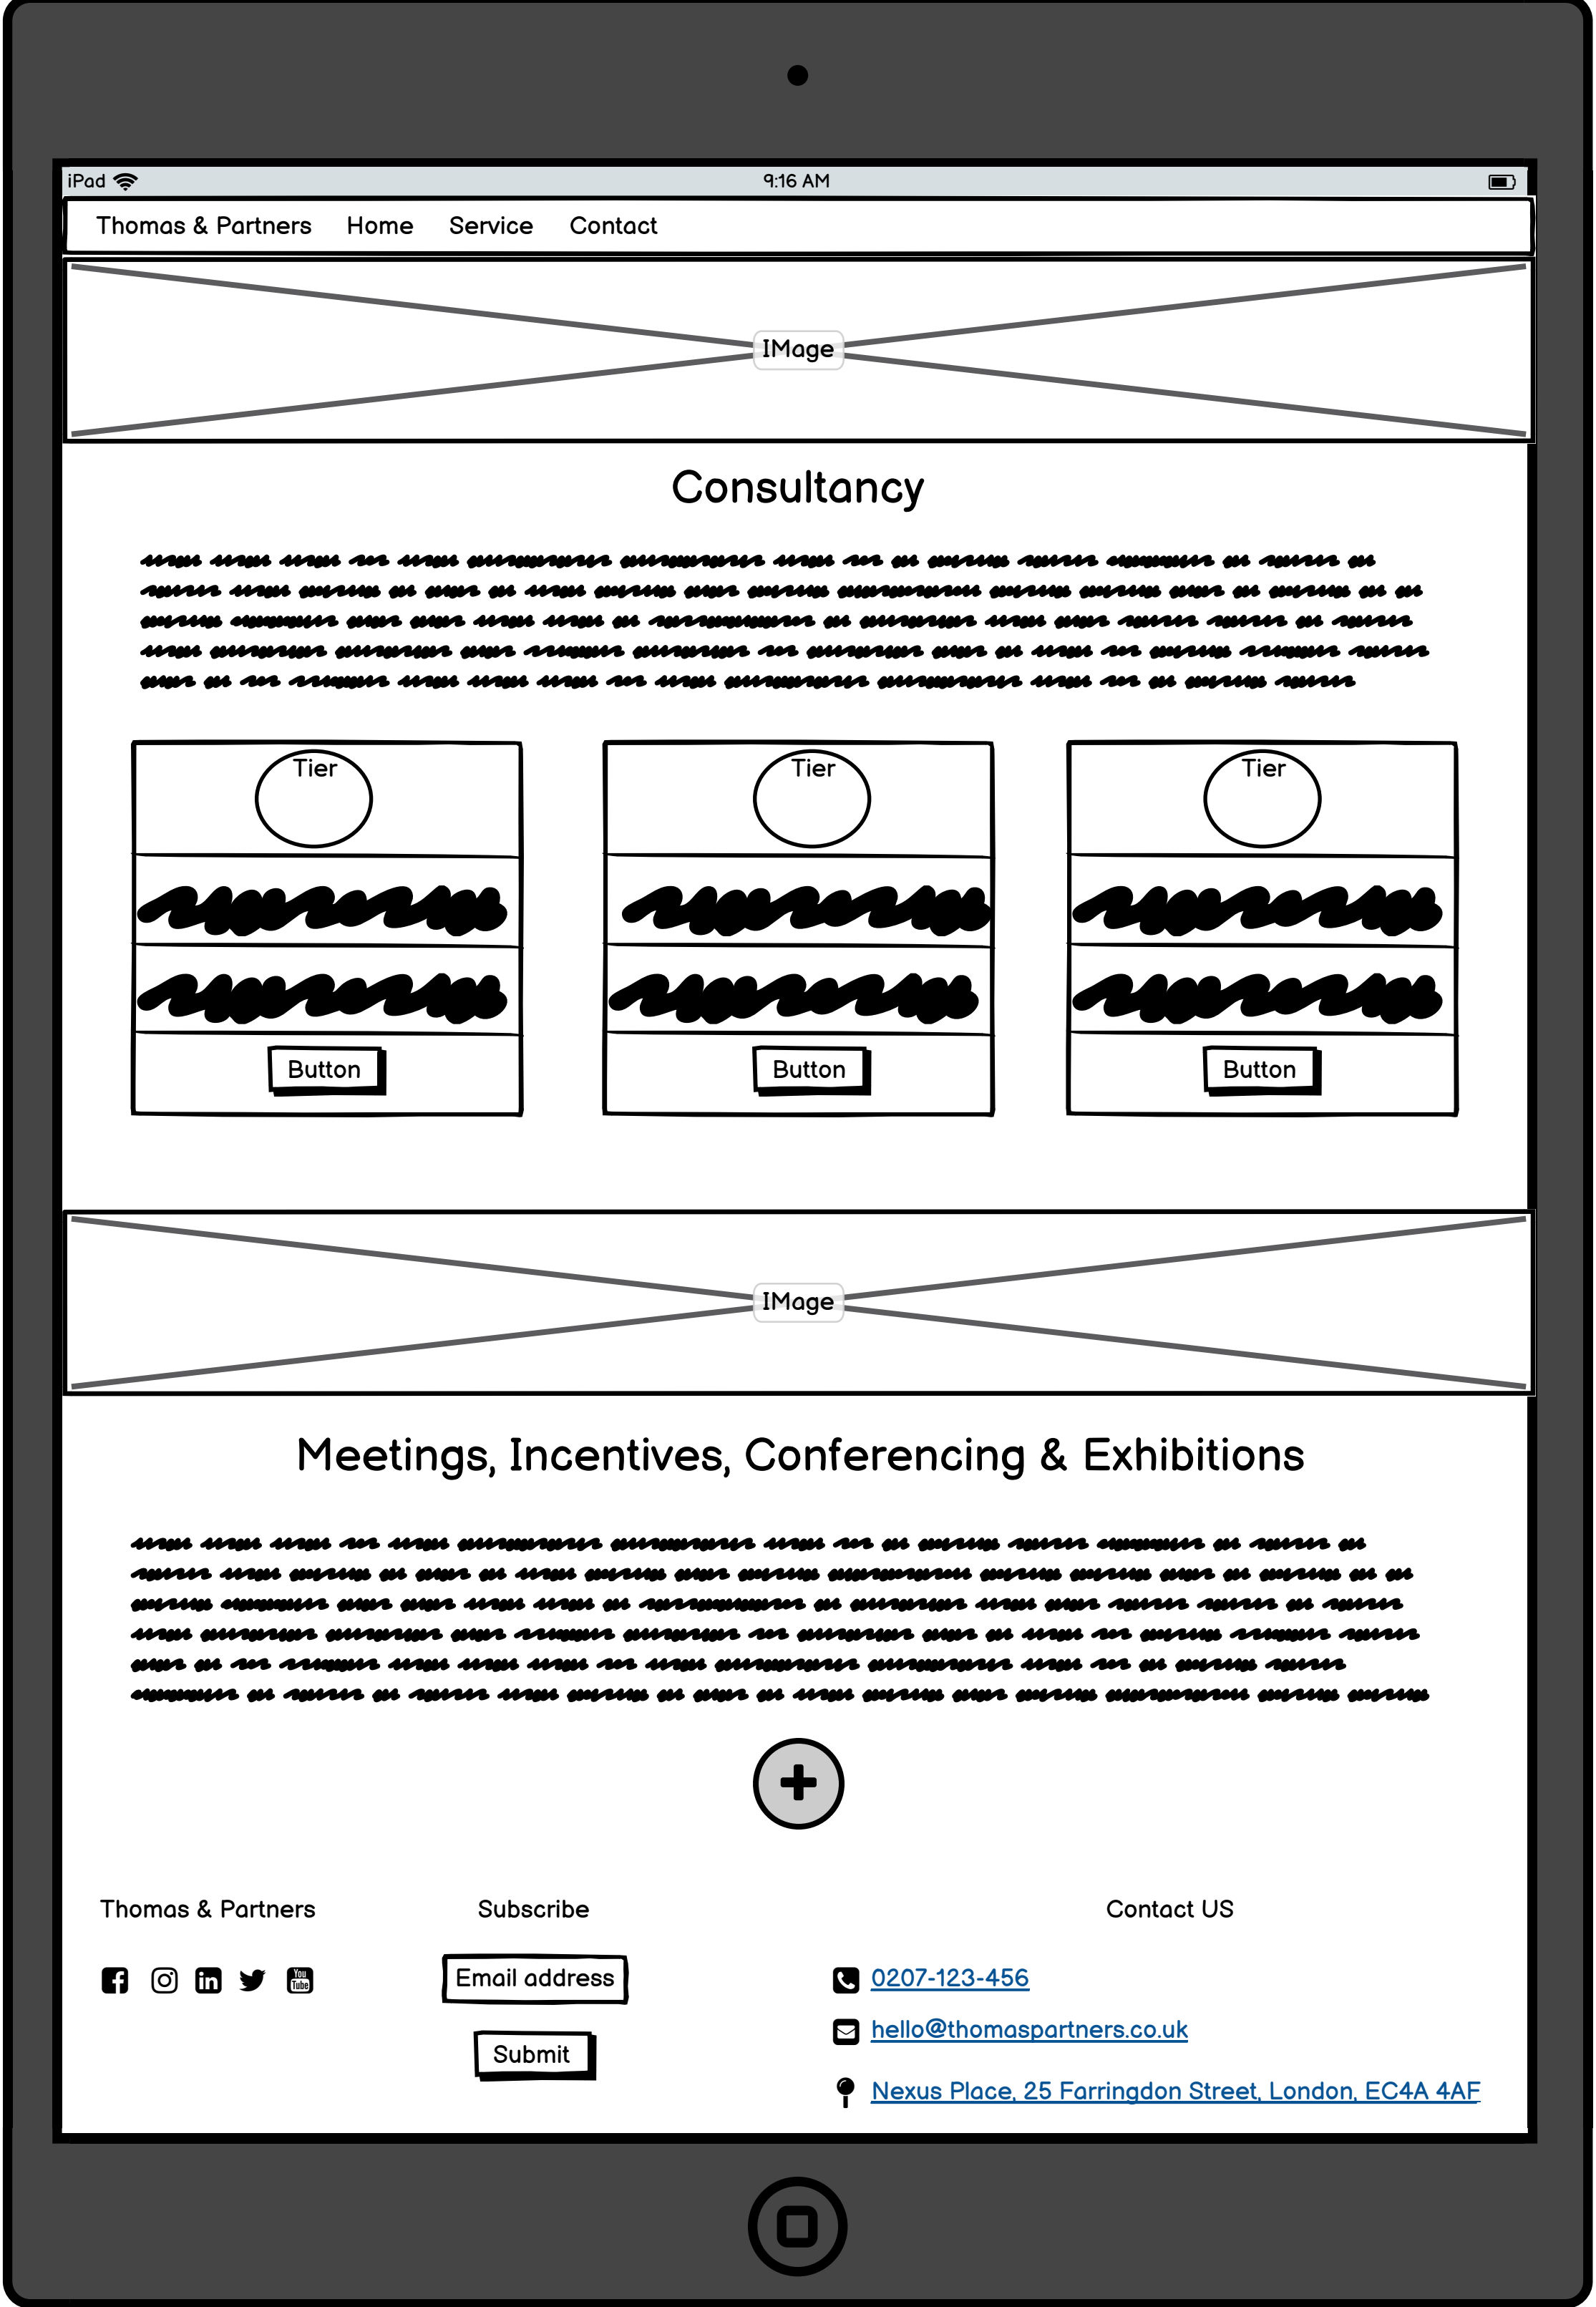 iPad 9:16 AM
Thomas & Partners Home Service Contact
IMage
Consultancy
Tier Tier Tier
Button Button Button
IMage
Meetings, Incentives, Conferencing & Exhibitions
Thomas & Partners Subscribe Contact US
You
Tube
Email address 0207-123-456
hello@thomaspartners.co.uk
Submit
Nexus Place, 25 Farringdon Street, London, EC4A 4AF